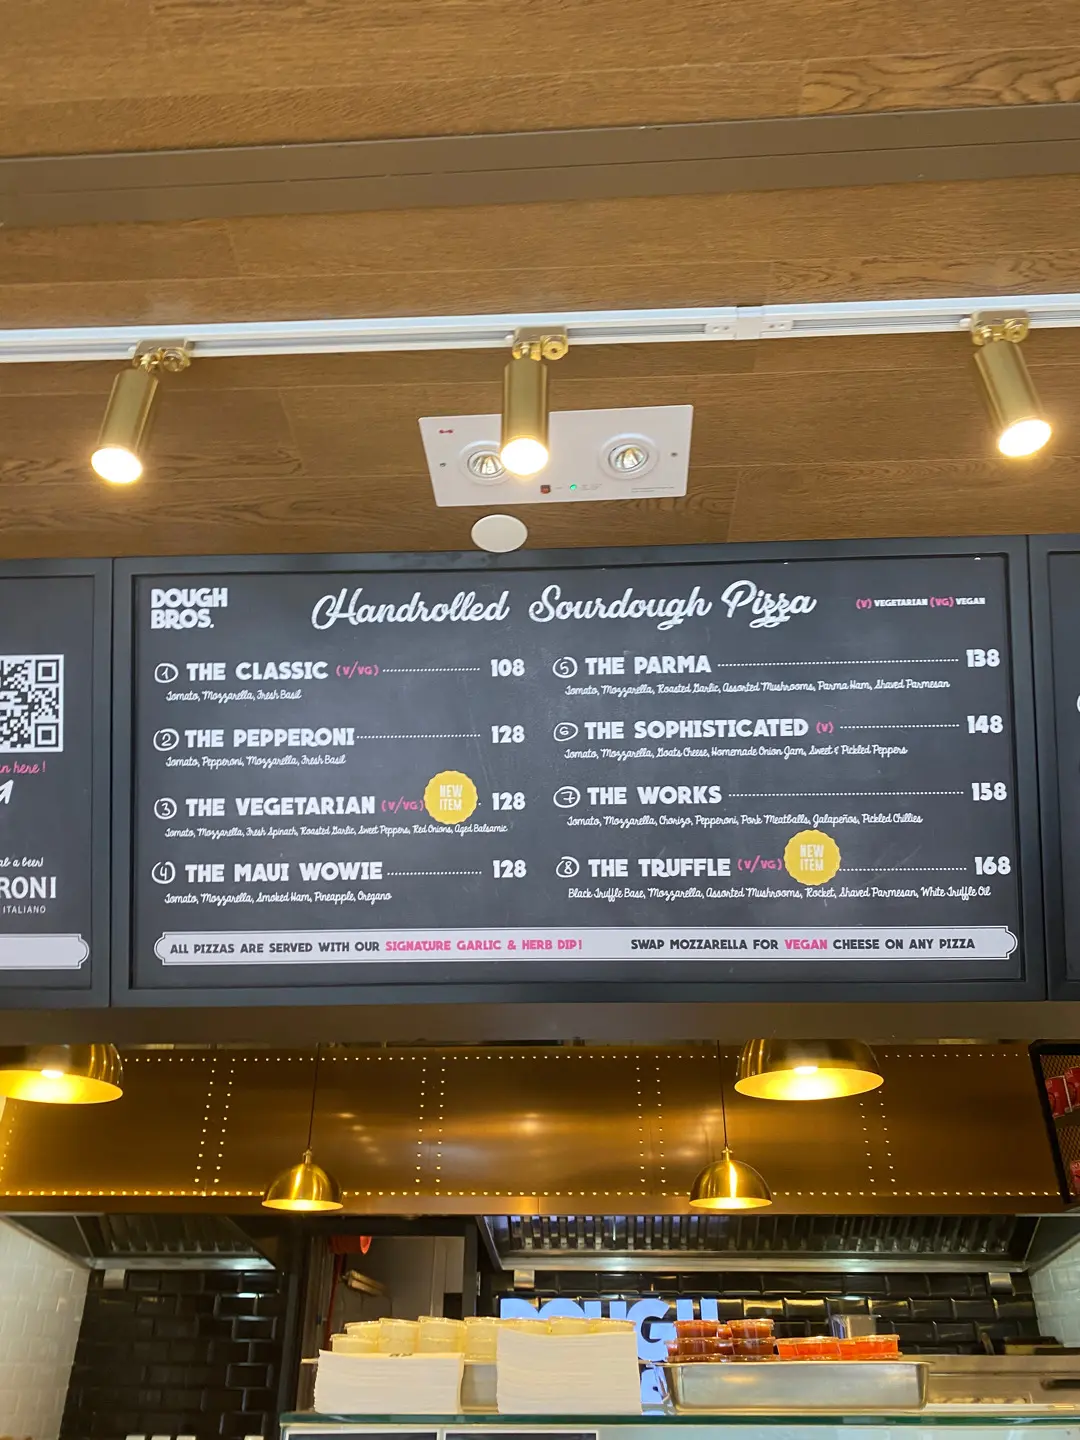 DOUGH
BROS.
Handrolled Sourdough Pizza
(V) VEGETARIAN (VG) VEGAN
1 THE CLASSIC (V/VG) 108
Tomato, Mozzarella, Fresh Basil
2 THE PEPPERONI 128
Tomato, Pepperoni, Mozzarella, Fresh Basil
3 THE VEGETARIAN (V/VG) NEW ITEM 128
Tomato, Mozzarella, Fresh Spinach, Roasted Garlic, Sweet Peppers, Red Onions, Aged Balsamic
4 THE MAUI WOWIE 128
Tomato, Mozzarella, Smoked Ham, Pineapple, Oregano
5 THE PARMA 138
Tomato, Mozzarella, Roasted Garlic, Assorted Mushrooms, Parma Ham, Shaved Parmesan
6 THE SOPHISTICATED (V) 148
Tomato, Mozzarella, Goats Cheese, Homemade Onion Jam, Sweet & Pickled Peppers
7 THE WORKS 158
Tomato, Mozzarella, Chorizo, Pepperoni, Pork Meatballs, Jalapeños, Pickled Chillies
8 THE TRUFFLE (V/VG) NEW ITEM 168
Black Truffle Base, Mozzarella, Assorted Mushrooms, Rocket, Shaved Parmesan, White Truffle Oil
ALL PIZZAS ARE SERVED WITH OUR SIGNATURE GARLIC & HERB DIP!
SWAP MOZZARELLA FOR VEGAN CHEESE ON ANY PIZZA
here!
a beer!
RONI
ITALIANO
DOUGH